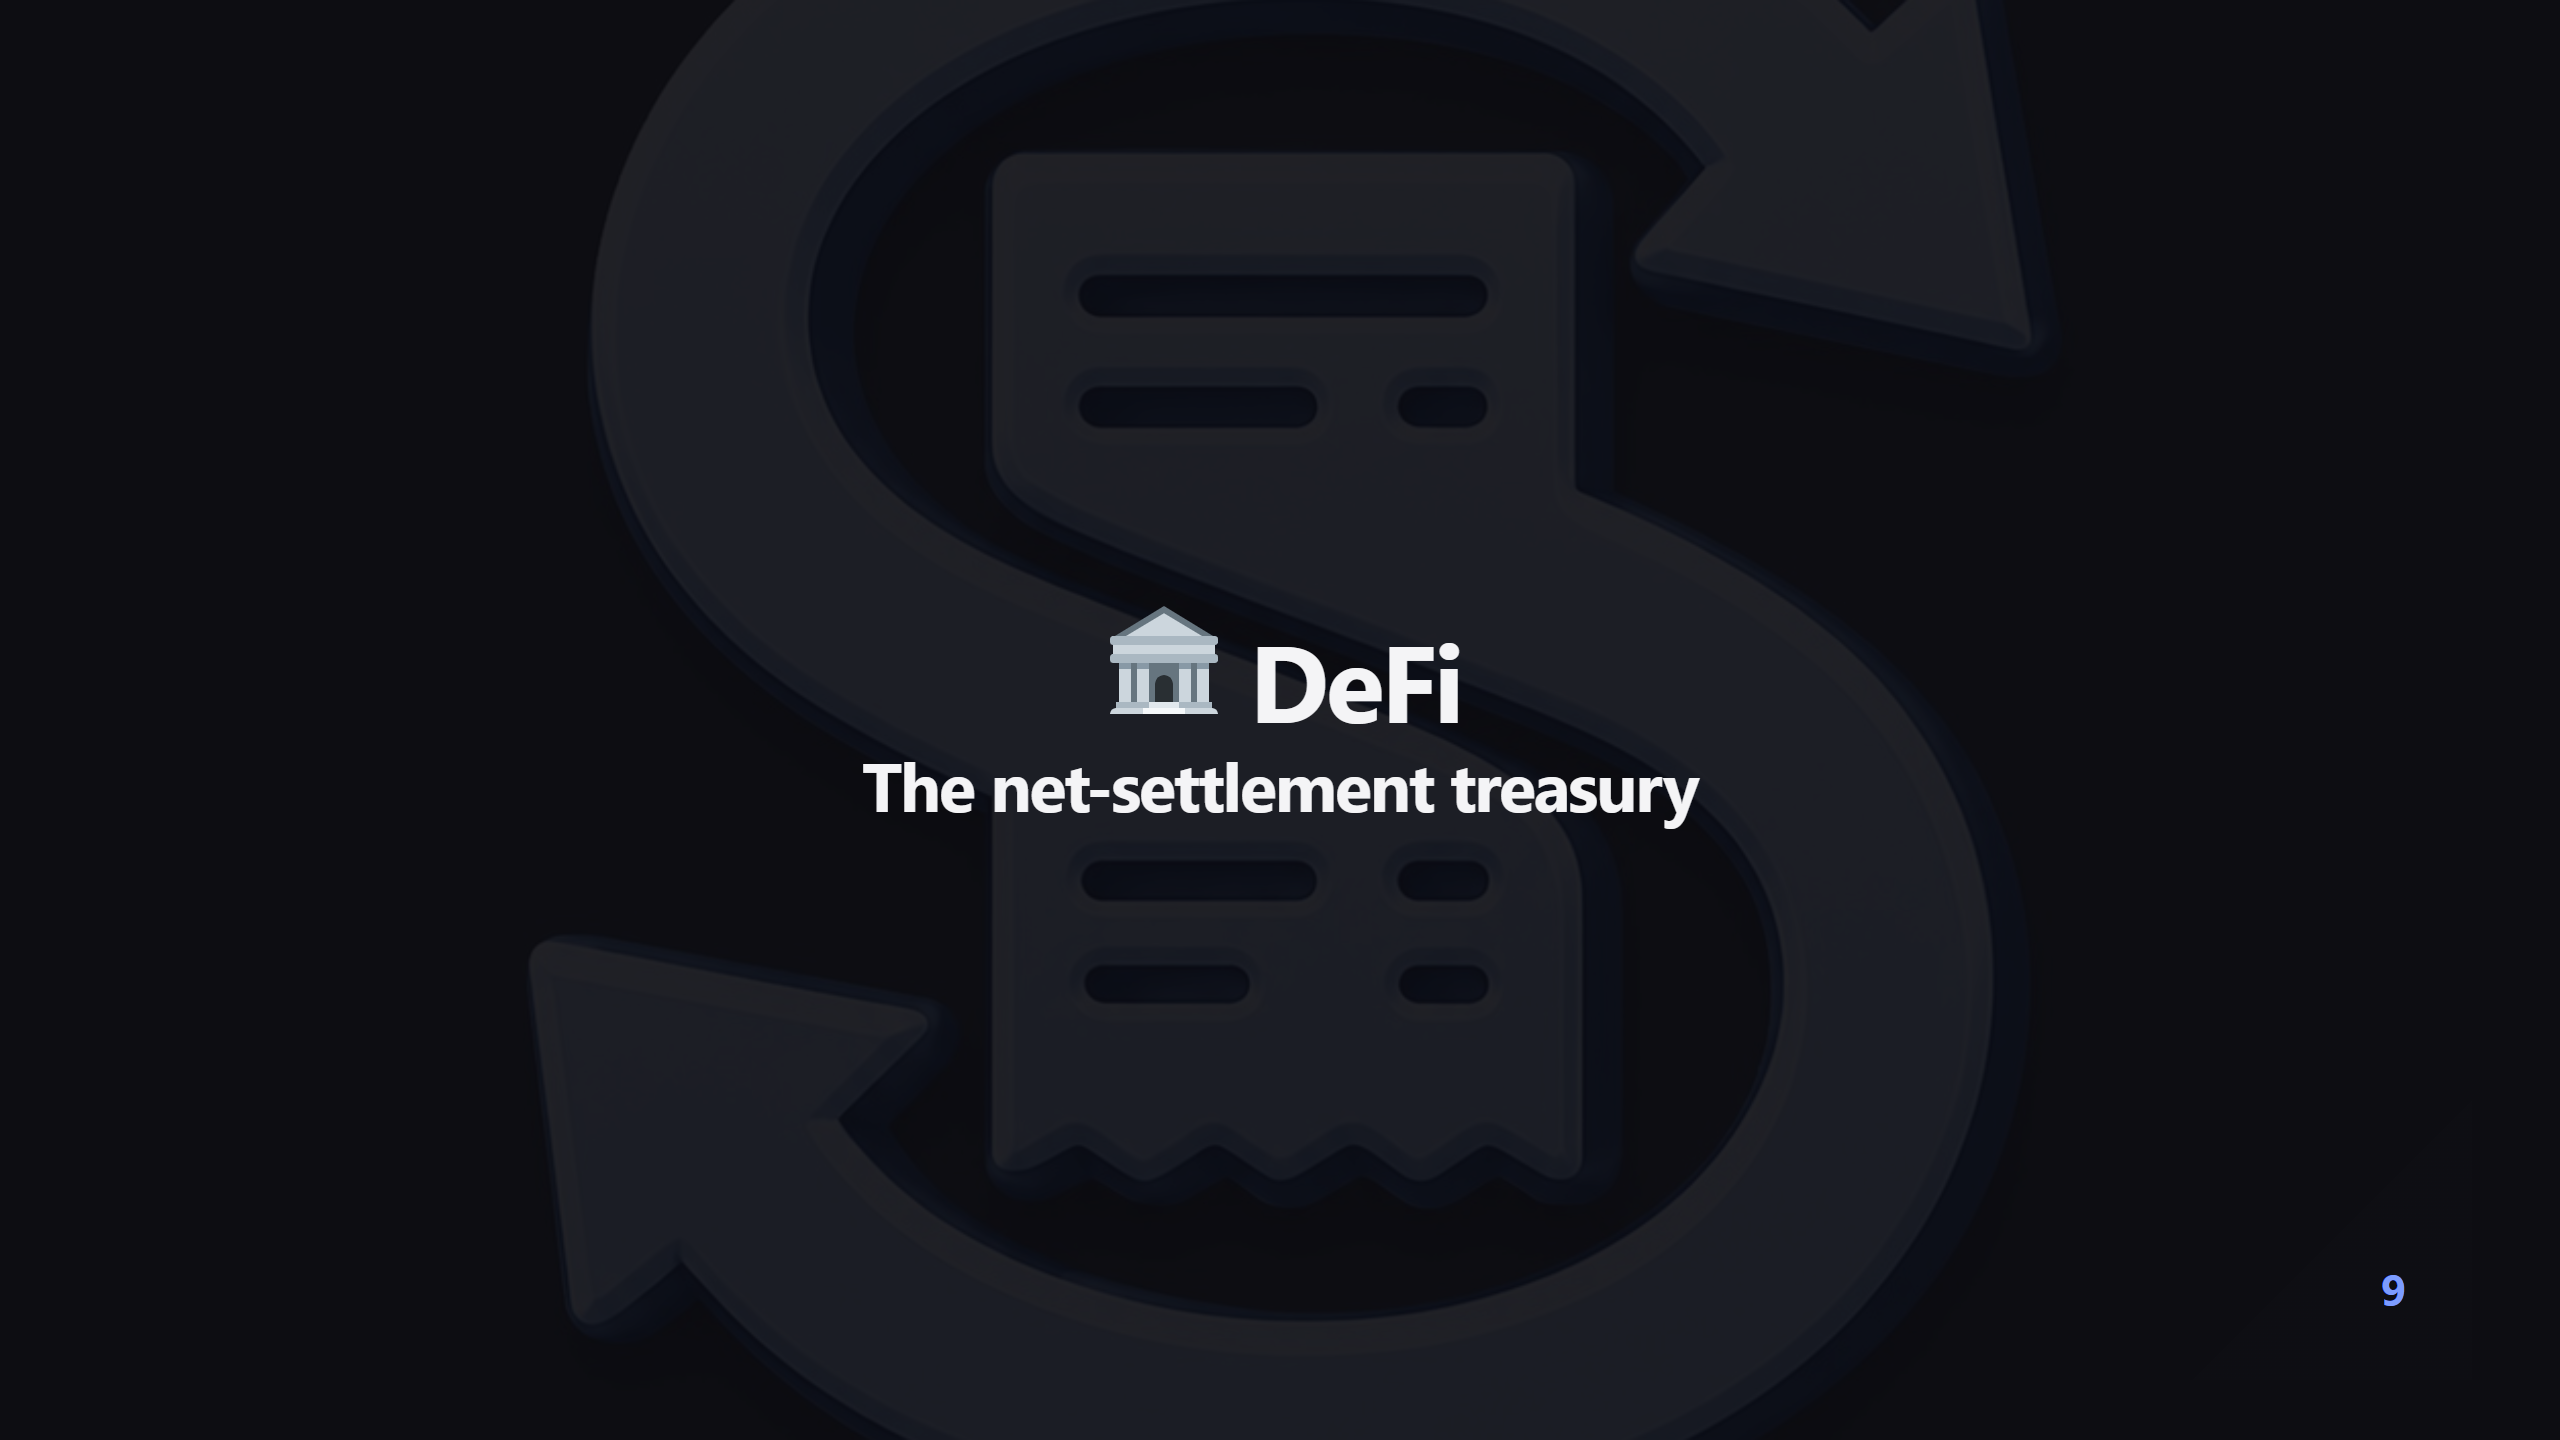 🏛️ DeFi
The net-settlement treasury
9